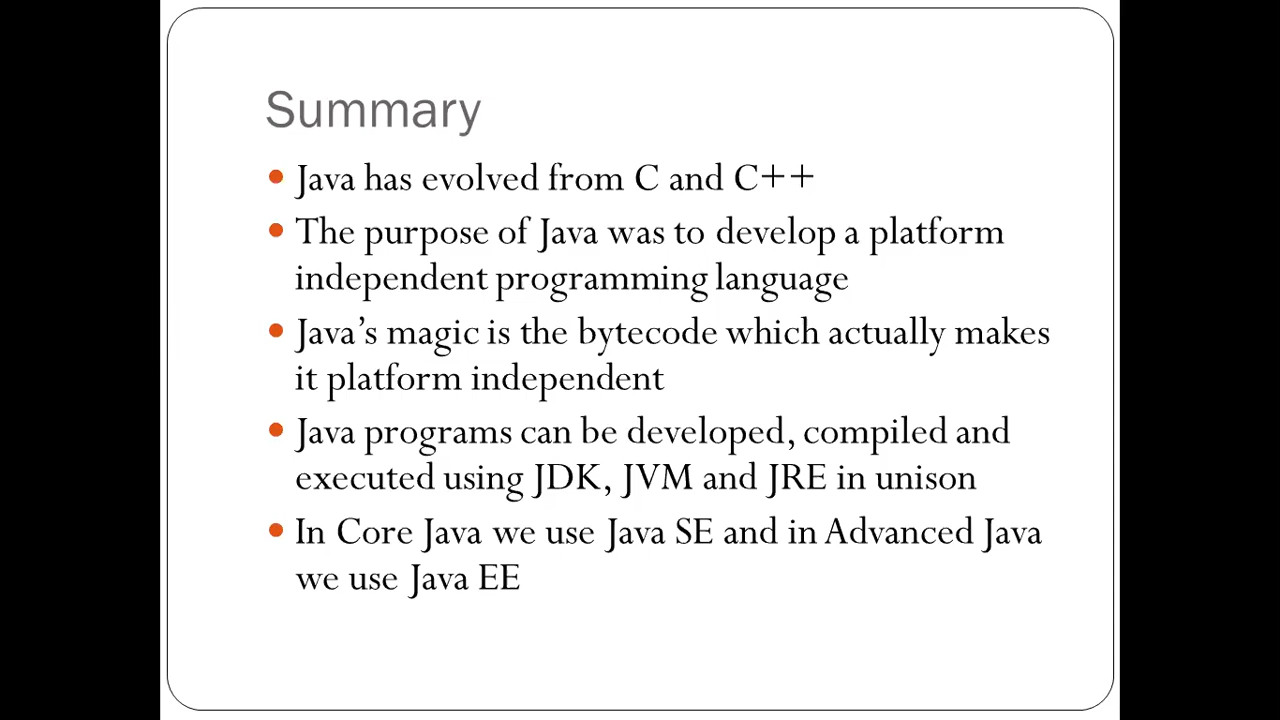 Summary
• Java has evolved from C and C++
• The purpose of Java was to develop a platform
independent programming language
• Java's magic is the bytecode which actually makes
it platform independent
• Java programs can be developed, compiled and
executed using JDK, JVM and JRE in unison
• In Core Java we use Java SE and in Advanced Java
we use Java EE